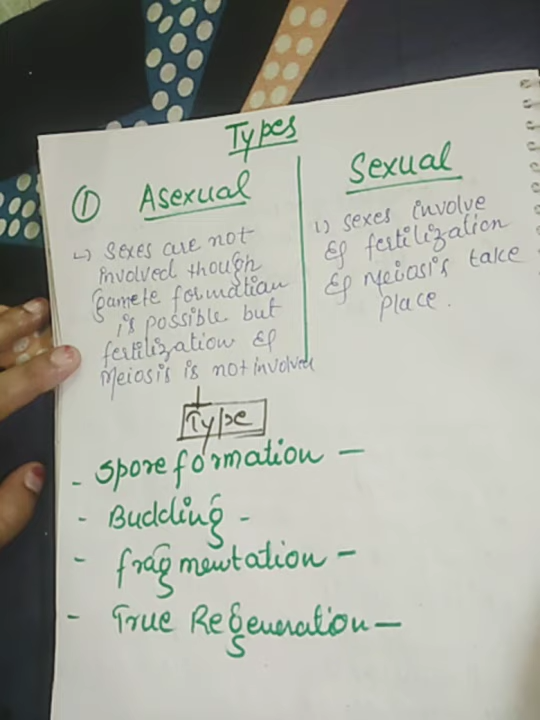 Types
① Asexual
↳ Sexes are not
involved though
gamete formation
is possible but
fertilization &
Meiosis is not involved
Sexual
1) Sexes involve
& fertilization
& Meiosis take
place.
Type
- Spore formation -
- Budding -
- fragmentation -
- True Regeneration -